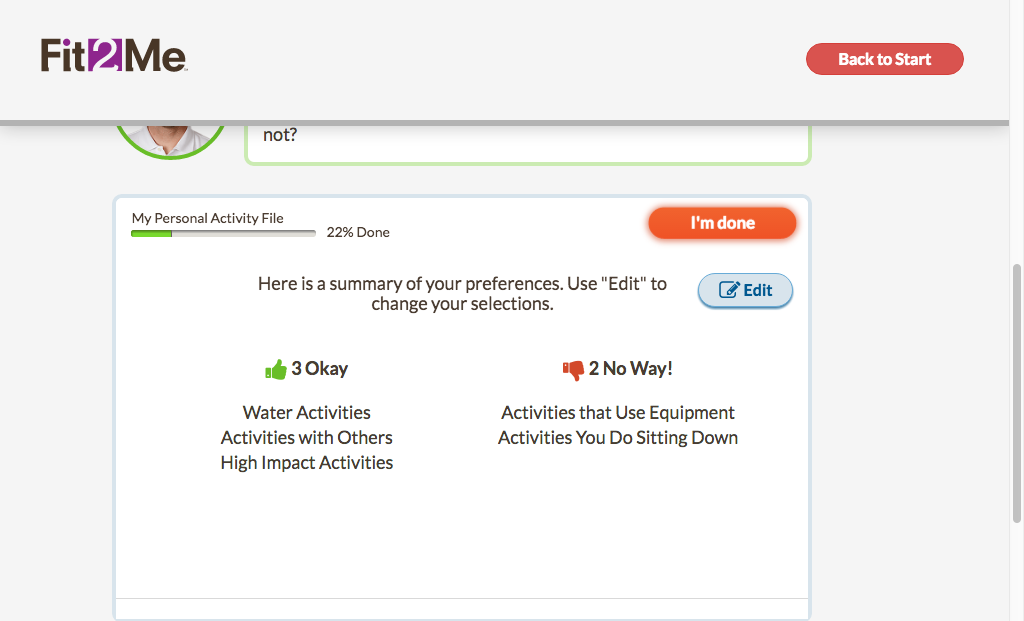 Fit2Me
Back to Start
not?
My Personal Activity File
22% Done
I'm done
Here is a summary of your preferences. Use "Edit" to
change your selections.
Edit
3 Okay
Water Activities
Activities with Others
High Impact Activities
2 No Way!
Activities that Use Equipment
Activities You Do Sitting Down